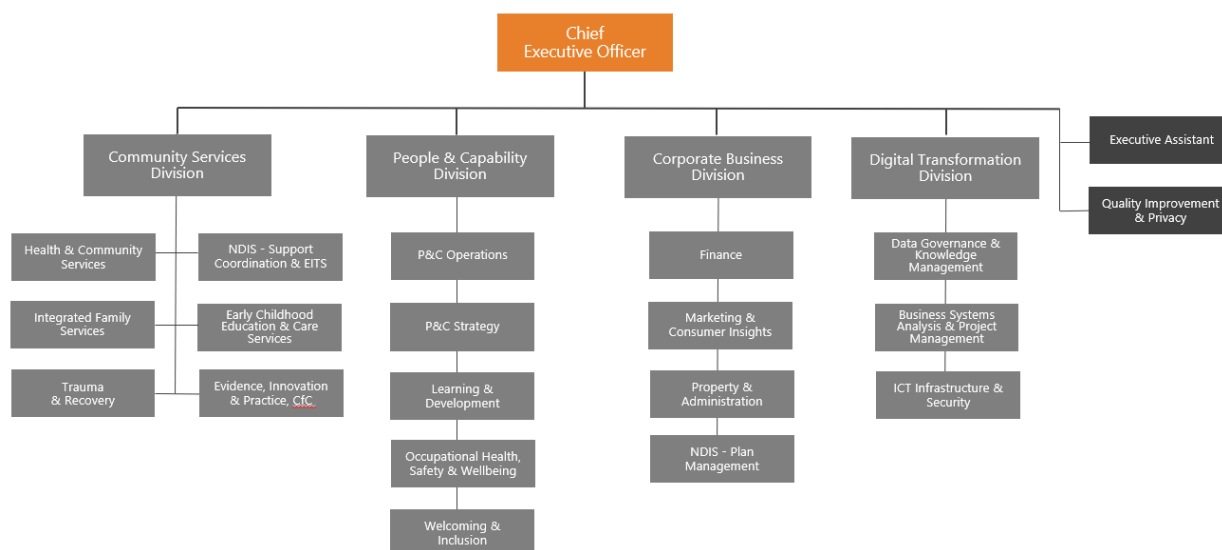 Chief
Executive Officer
Community Services
Division
People & Capability
Division
Corporate Business
Division
Digital Transformation
Division
Executive Assistant
Quality Improvement
& Privacy
Health & Community
Services
NDIS - Support
Coordination & EITS
Integrated Family
Services
Early Childhood
Education & Care
Services
Trauma
& Recovery
Evidence, Innovation
& Practice, CfC
P&C Operations
P&C Strategy
Learning &
Development
Occupational Health,
Safety & Wellbeing
Welcoming &
Inclusion
Finance
Marketing &
Consumer Insights
Property &
Administration
NDIS - Plan
Management
Data Governance &
Knowledge
Management
Business Systems
Analysis & Project
Management
ICT Infrastructure &
Security